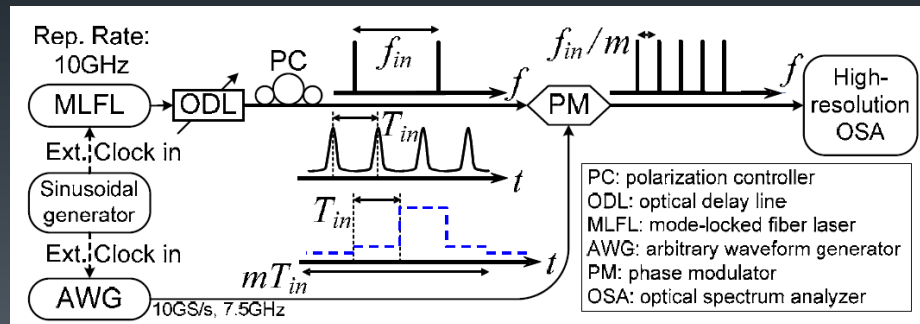 Rep. Rate:
10GHz
MLFL
ODL
PC
f_in
f
PM
f_in/m
f
High-
resolution
OSA
Ext. Clock in
T_in
t
Sinusoidal
generator
T_in
t
Ext. Clock in
mT_in
AWG
10GS/s, 7.5GHz
PC: polarization controller
ODL: optical delay line
MLFL: mode-locked fiber laser
AWG: arbitrary waveform generator
PM: phase modulator
OSA: optical spectrum analyzer